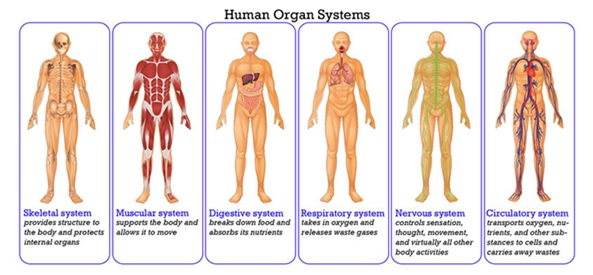 Human Organ Systems
Skeletal system
provides structure to
the body and protects
internal organs
Muscular system
supports the body and
allows it to move
Digestive system
breaks down food and
absorbs its nutrients
Respiratory system
takes in oxygen and
releases waste gases
Nervous system
controls sensation,
thought, movement,
and virtually all other
body activities
Circulatory system
transports oxygen, nu-
trients, and other sub-
stances to cells and
carries away wastes